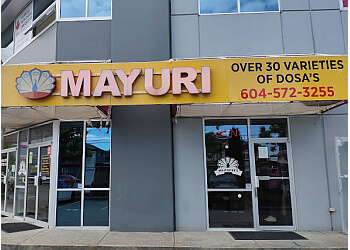 MAYURI
OVER 30 VARIETIES
OF DOSA'S
604-572-3255